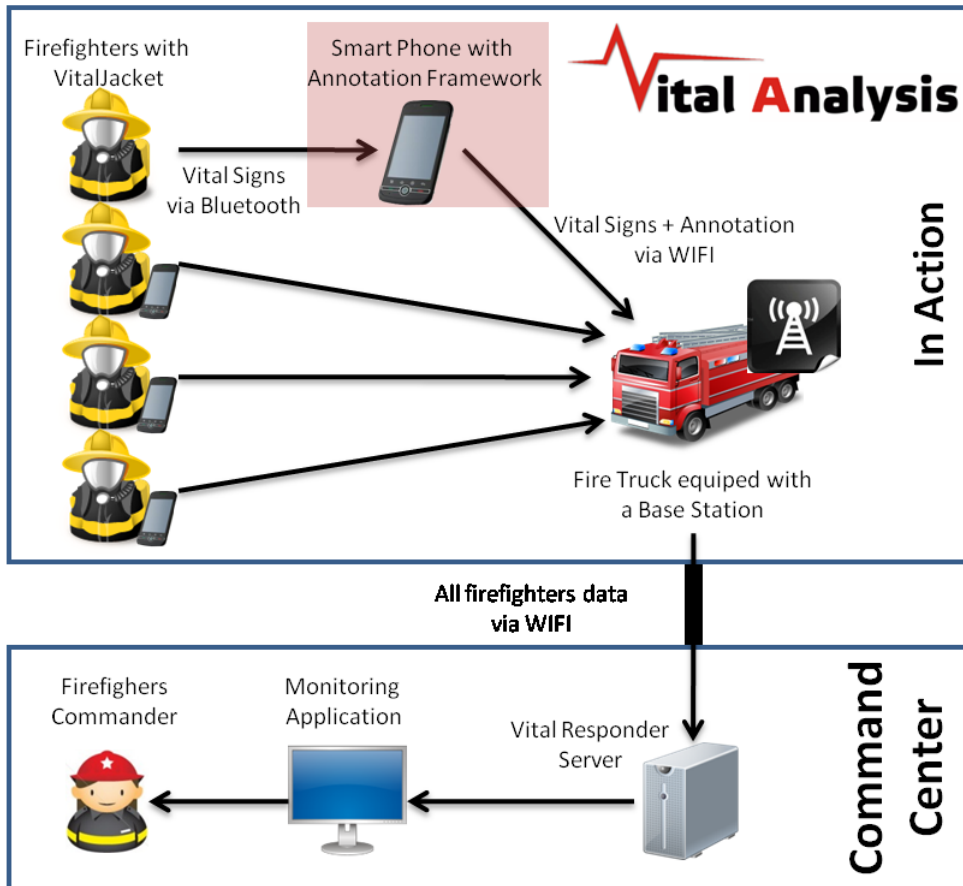 Firefighters with
VitalJacket
Smart Phone with
Annotation Framework
Vital Analysis
Vital Signs
via Bluetooth
Vital Signs + Annotation
via WIFI
In Action
Fire Truck equiped with
a Base Station
All firefighters data
via WIFI
Firefighers
Commander
Monitoring
Application
Vital Responder
Server
Command
Center